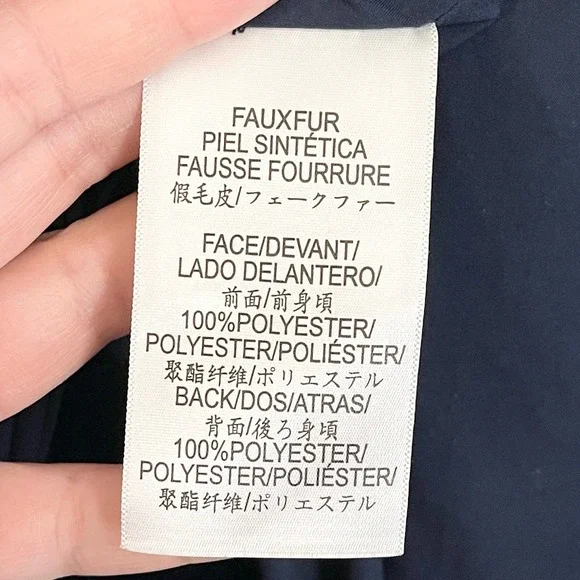 FAUXFUR
PIEL SINTÉTICA
FAUSSE FOURRURE
假毛皮/フェークファー
FACE/DEVANT/
LADO DELANTERO/
前面/前身頃
100%POLYESTER/
POLYESTER/POLIÉSTER/
聚酯纤维/ポリエステル
BACK/DOS/ATRAS/
背面/後ろ身頃
100%POLYESTER/
POLYESTER/POLIÉSTER/
聚酯纤维/ポリエステル